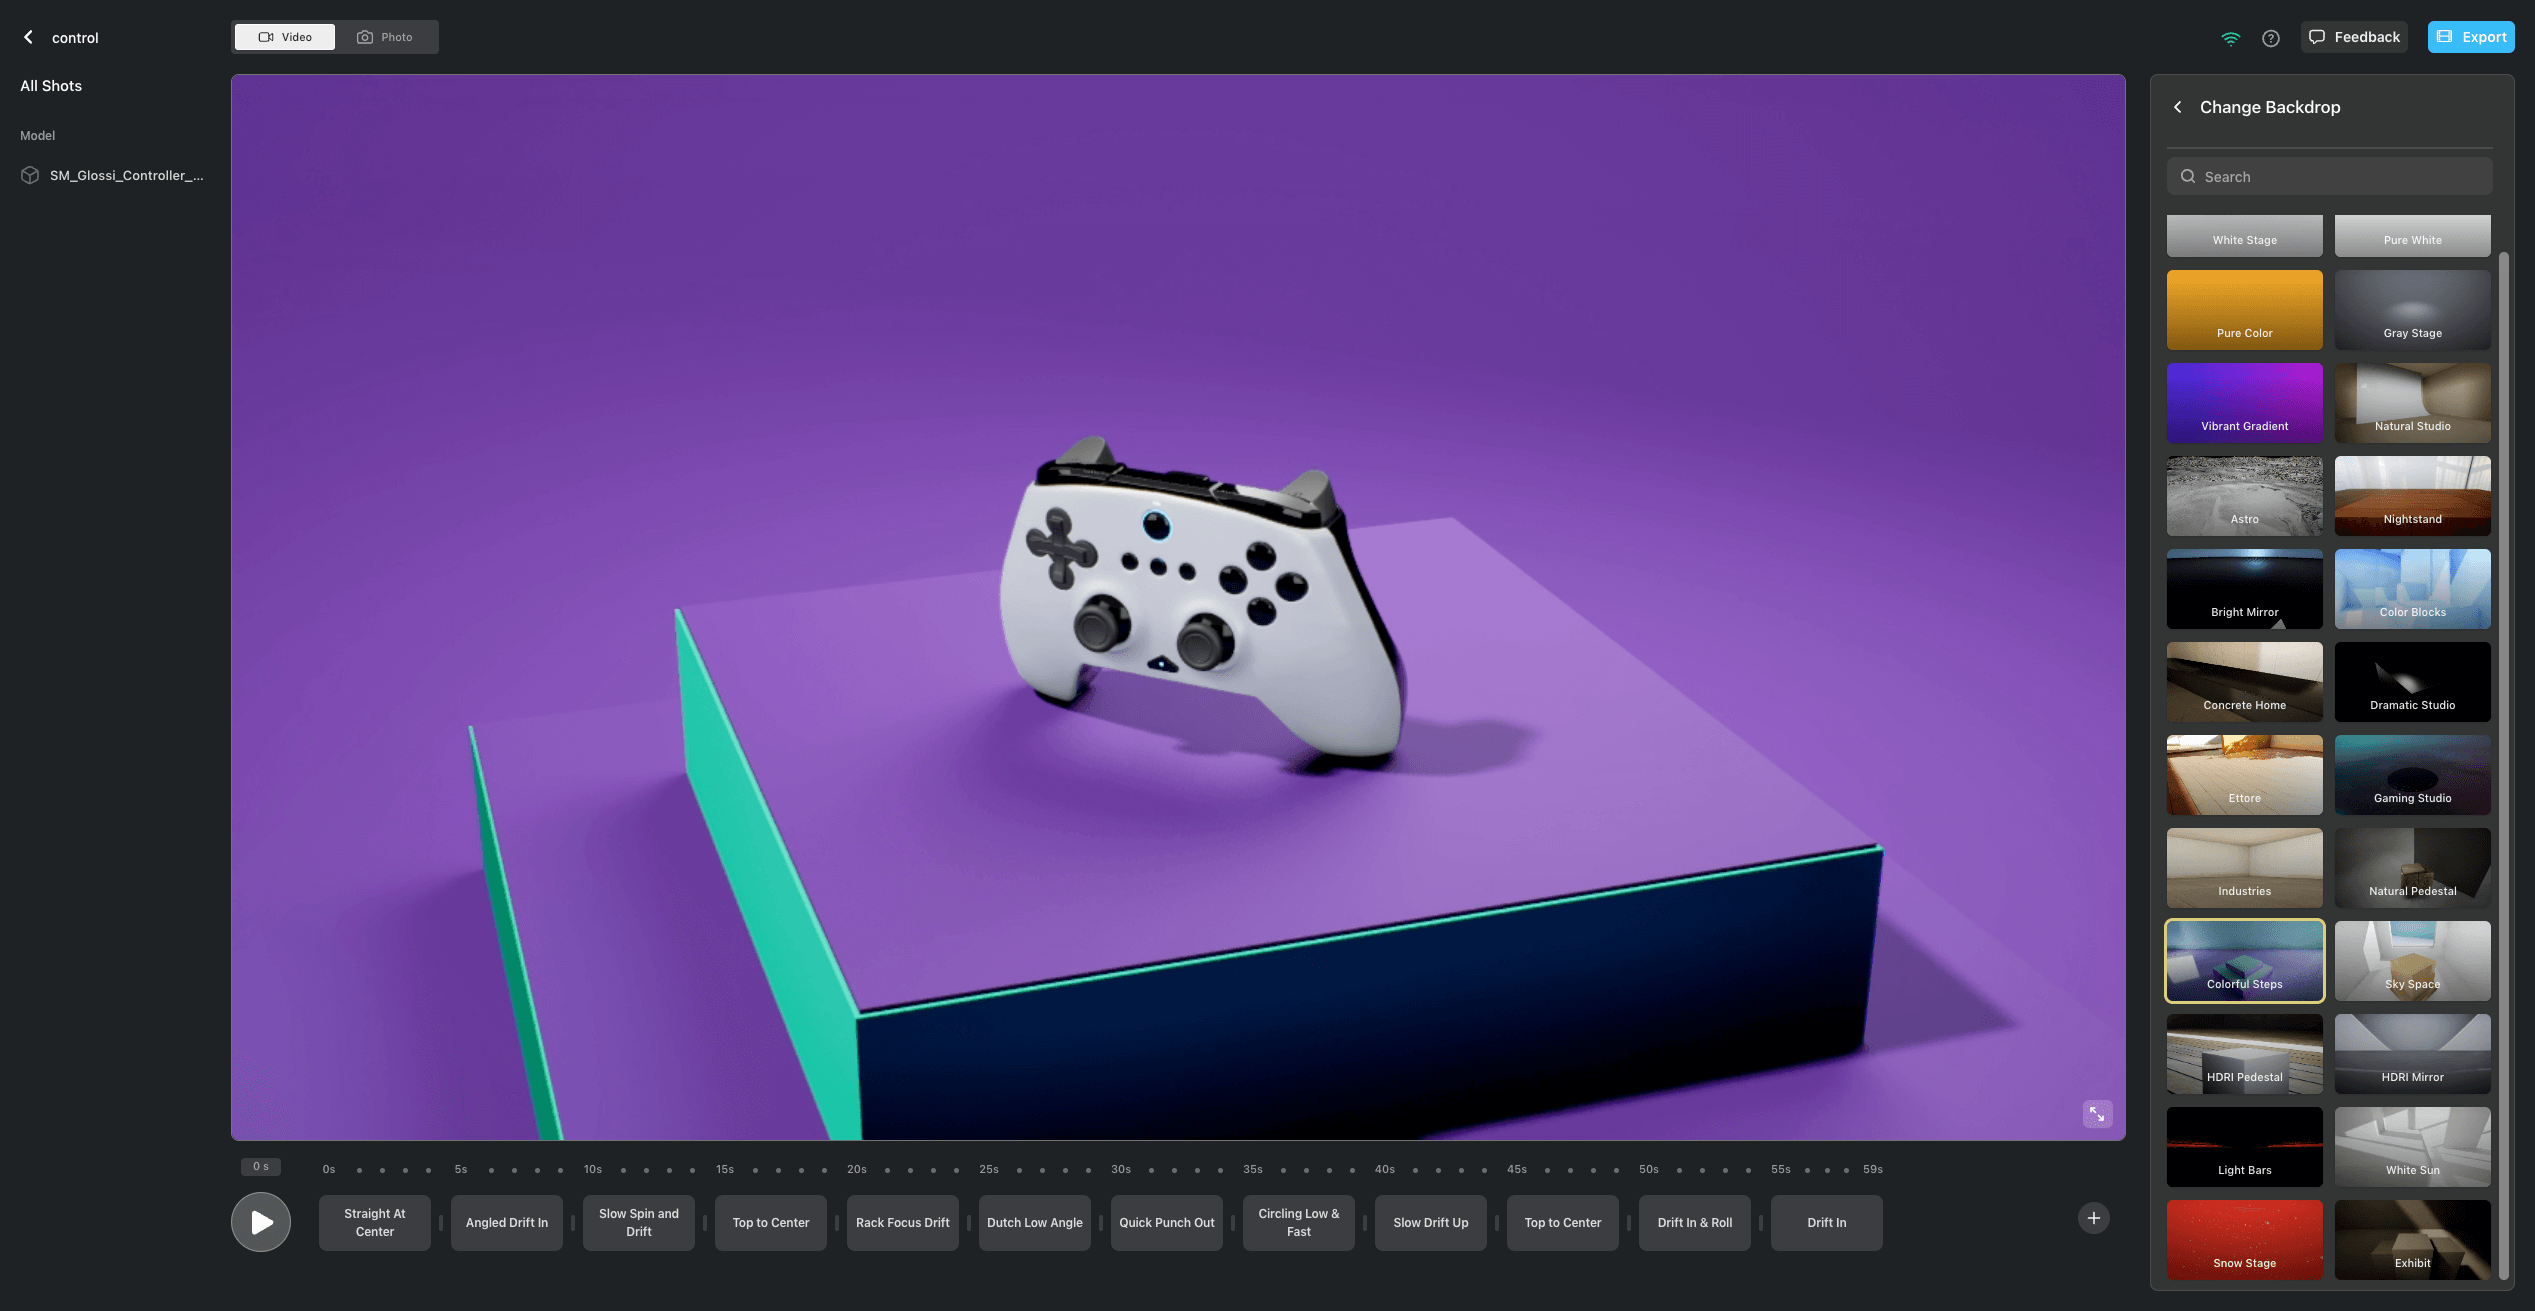 control
Video
Photo
Feedback
Export
All Shots
Model
SM_Glossi_Controller_...
Change Backdrop
Search
White Stage
Pure White
Pure Color
Gray Stage
Vibrant Gradient
Natural Studio
Astro
Nightstand
Bright Mirror
Color Blocks
Concrete Home
Dramatic Studio
Ettore
Gaming Studio
Industries
Natural Pedestal
Colorful Steps
Sky Space
HDRI Pedestal
HDRI Mirror
Light Bars
White Sun
Snow Stage
Exhibit
0 s
0s
5s
10s
15s
20s
25s
30s
35s
40s
45s
50s
55s
59s
Straight At
Center
Angled Drift In
Slow Spin and
Drift
Top to Center
Rack Focus Drift
Dutch Low Angle
Quick Punch Out
Circling Low &
Fast
Slow Drift Up
Top to Center
Drift In & Roll
Drift In